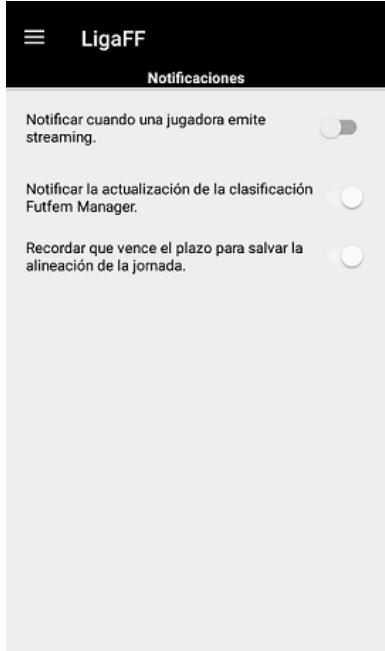 LigaFF
Notificaciones
Notificar cuando una jugadora emite
streaming.
Notificar la actualización de la clasificación
Futfem Manager.
Recordar que vence el plazo para salvar la
alineación de la jornada.